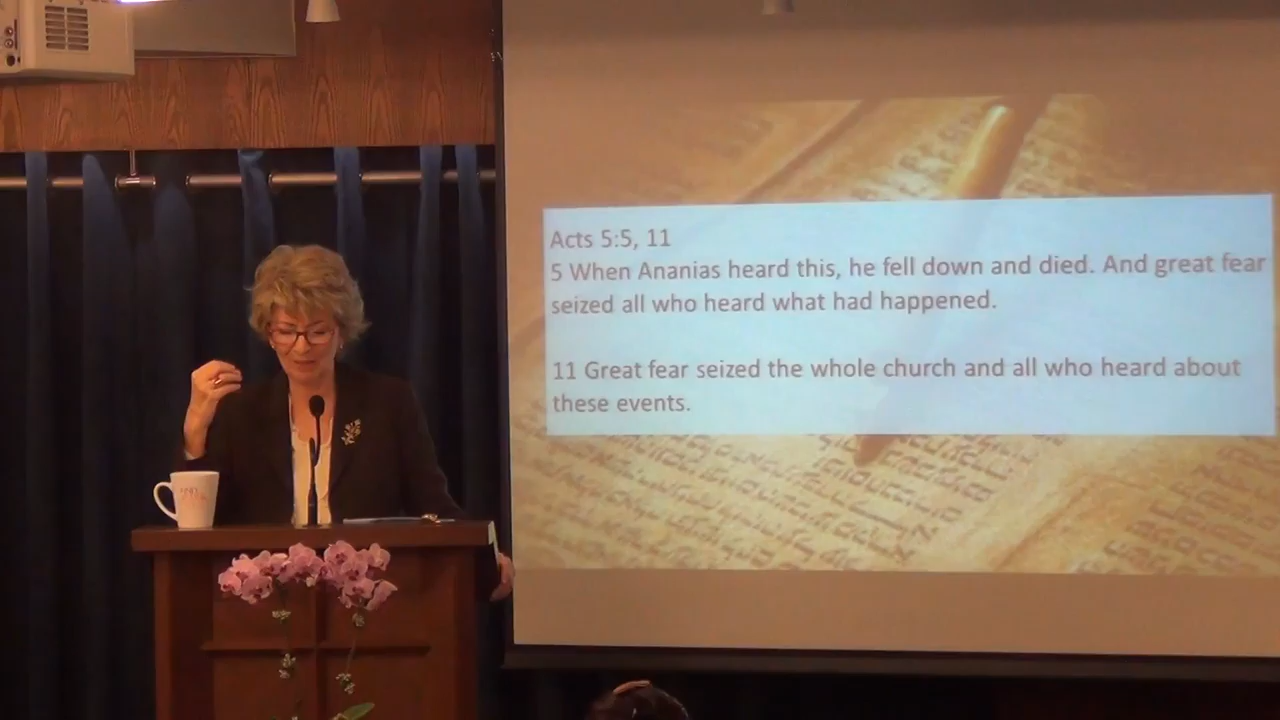 Acts 5:5, 11
5 When Ananias heard this, he fell down and died. And great fear
seized all who heard what had happened.
11 Great fear seized the whole church and all who heard about
these events.